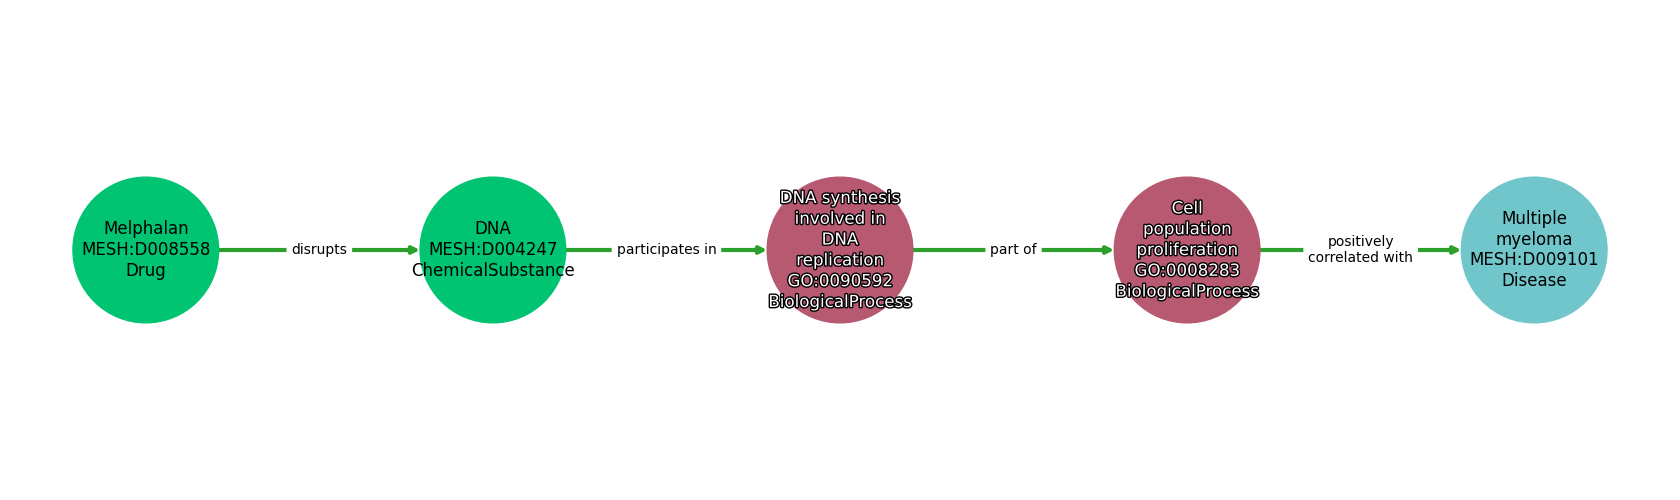 Melphalan
MESH:D008558
Drug
disrupts
DNA
MESH:D004247
ChemicalSubstance
participates in
DNA synthesis
involved in
DNA
replication
GO:0090592
BiologicalProcess
part of
Cell
population
proliferation
GO:0008283
BiologicalProcess
positively
correlated with
Multiple
myeloma
MESH:D009101
Disease